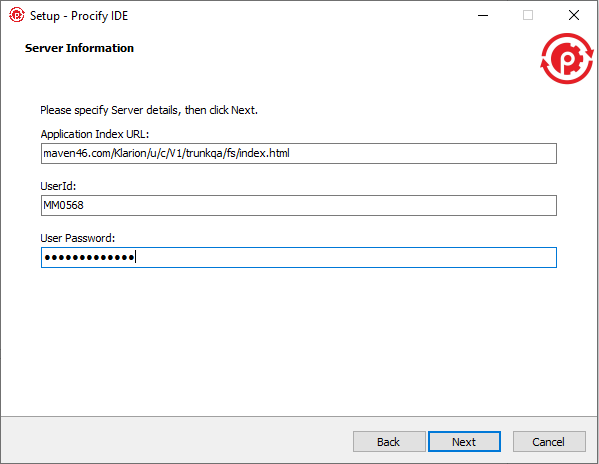 Setup - Procify IDE
Server Information
Please specify Server details, then click Next.
Application Index URL:
maven46.com/Klarion/u/c/V1/trunkqa/fs/index.html
UserId:
MM0568
User Password:
●●●●●●●●●●●●●
Back Next Cancel